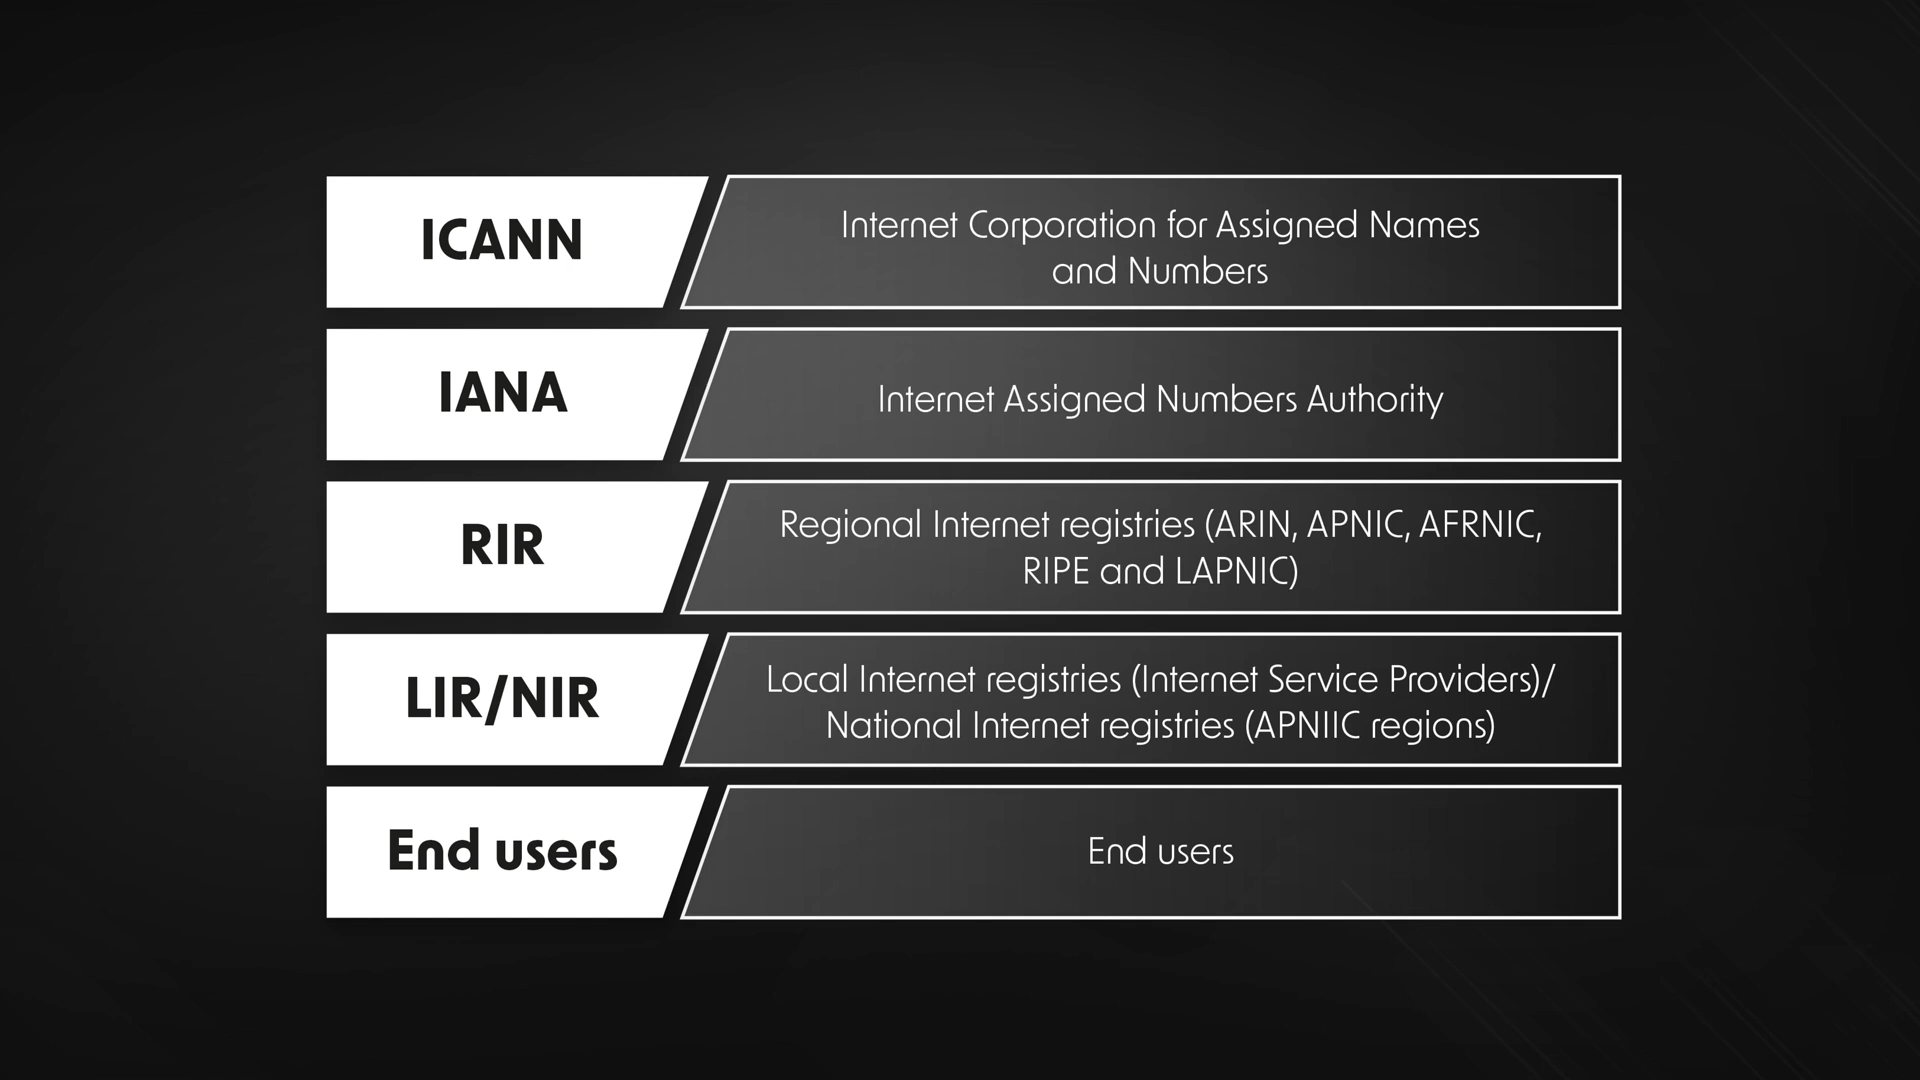 ICANN
Internet Corporation for Assigned Names
and Numbers
IANA
Internet Assigned Numbers Authority
RIR
Regional Internet registries (ARIN, APNIC, AFRNIC,
RIPE and LAPNIC)
LIR/NIR
Local Internet registries (Internet Service Providers)/
National Internet registries (APNIIC regions)
End users
End users